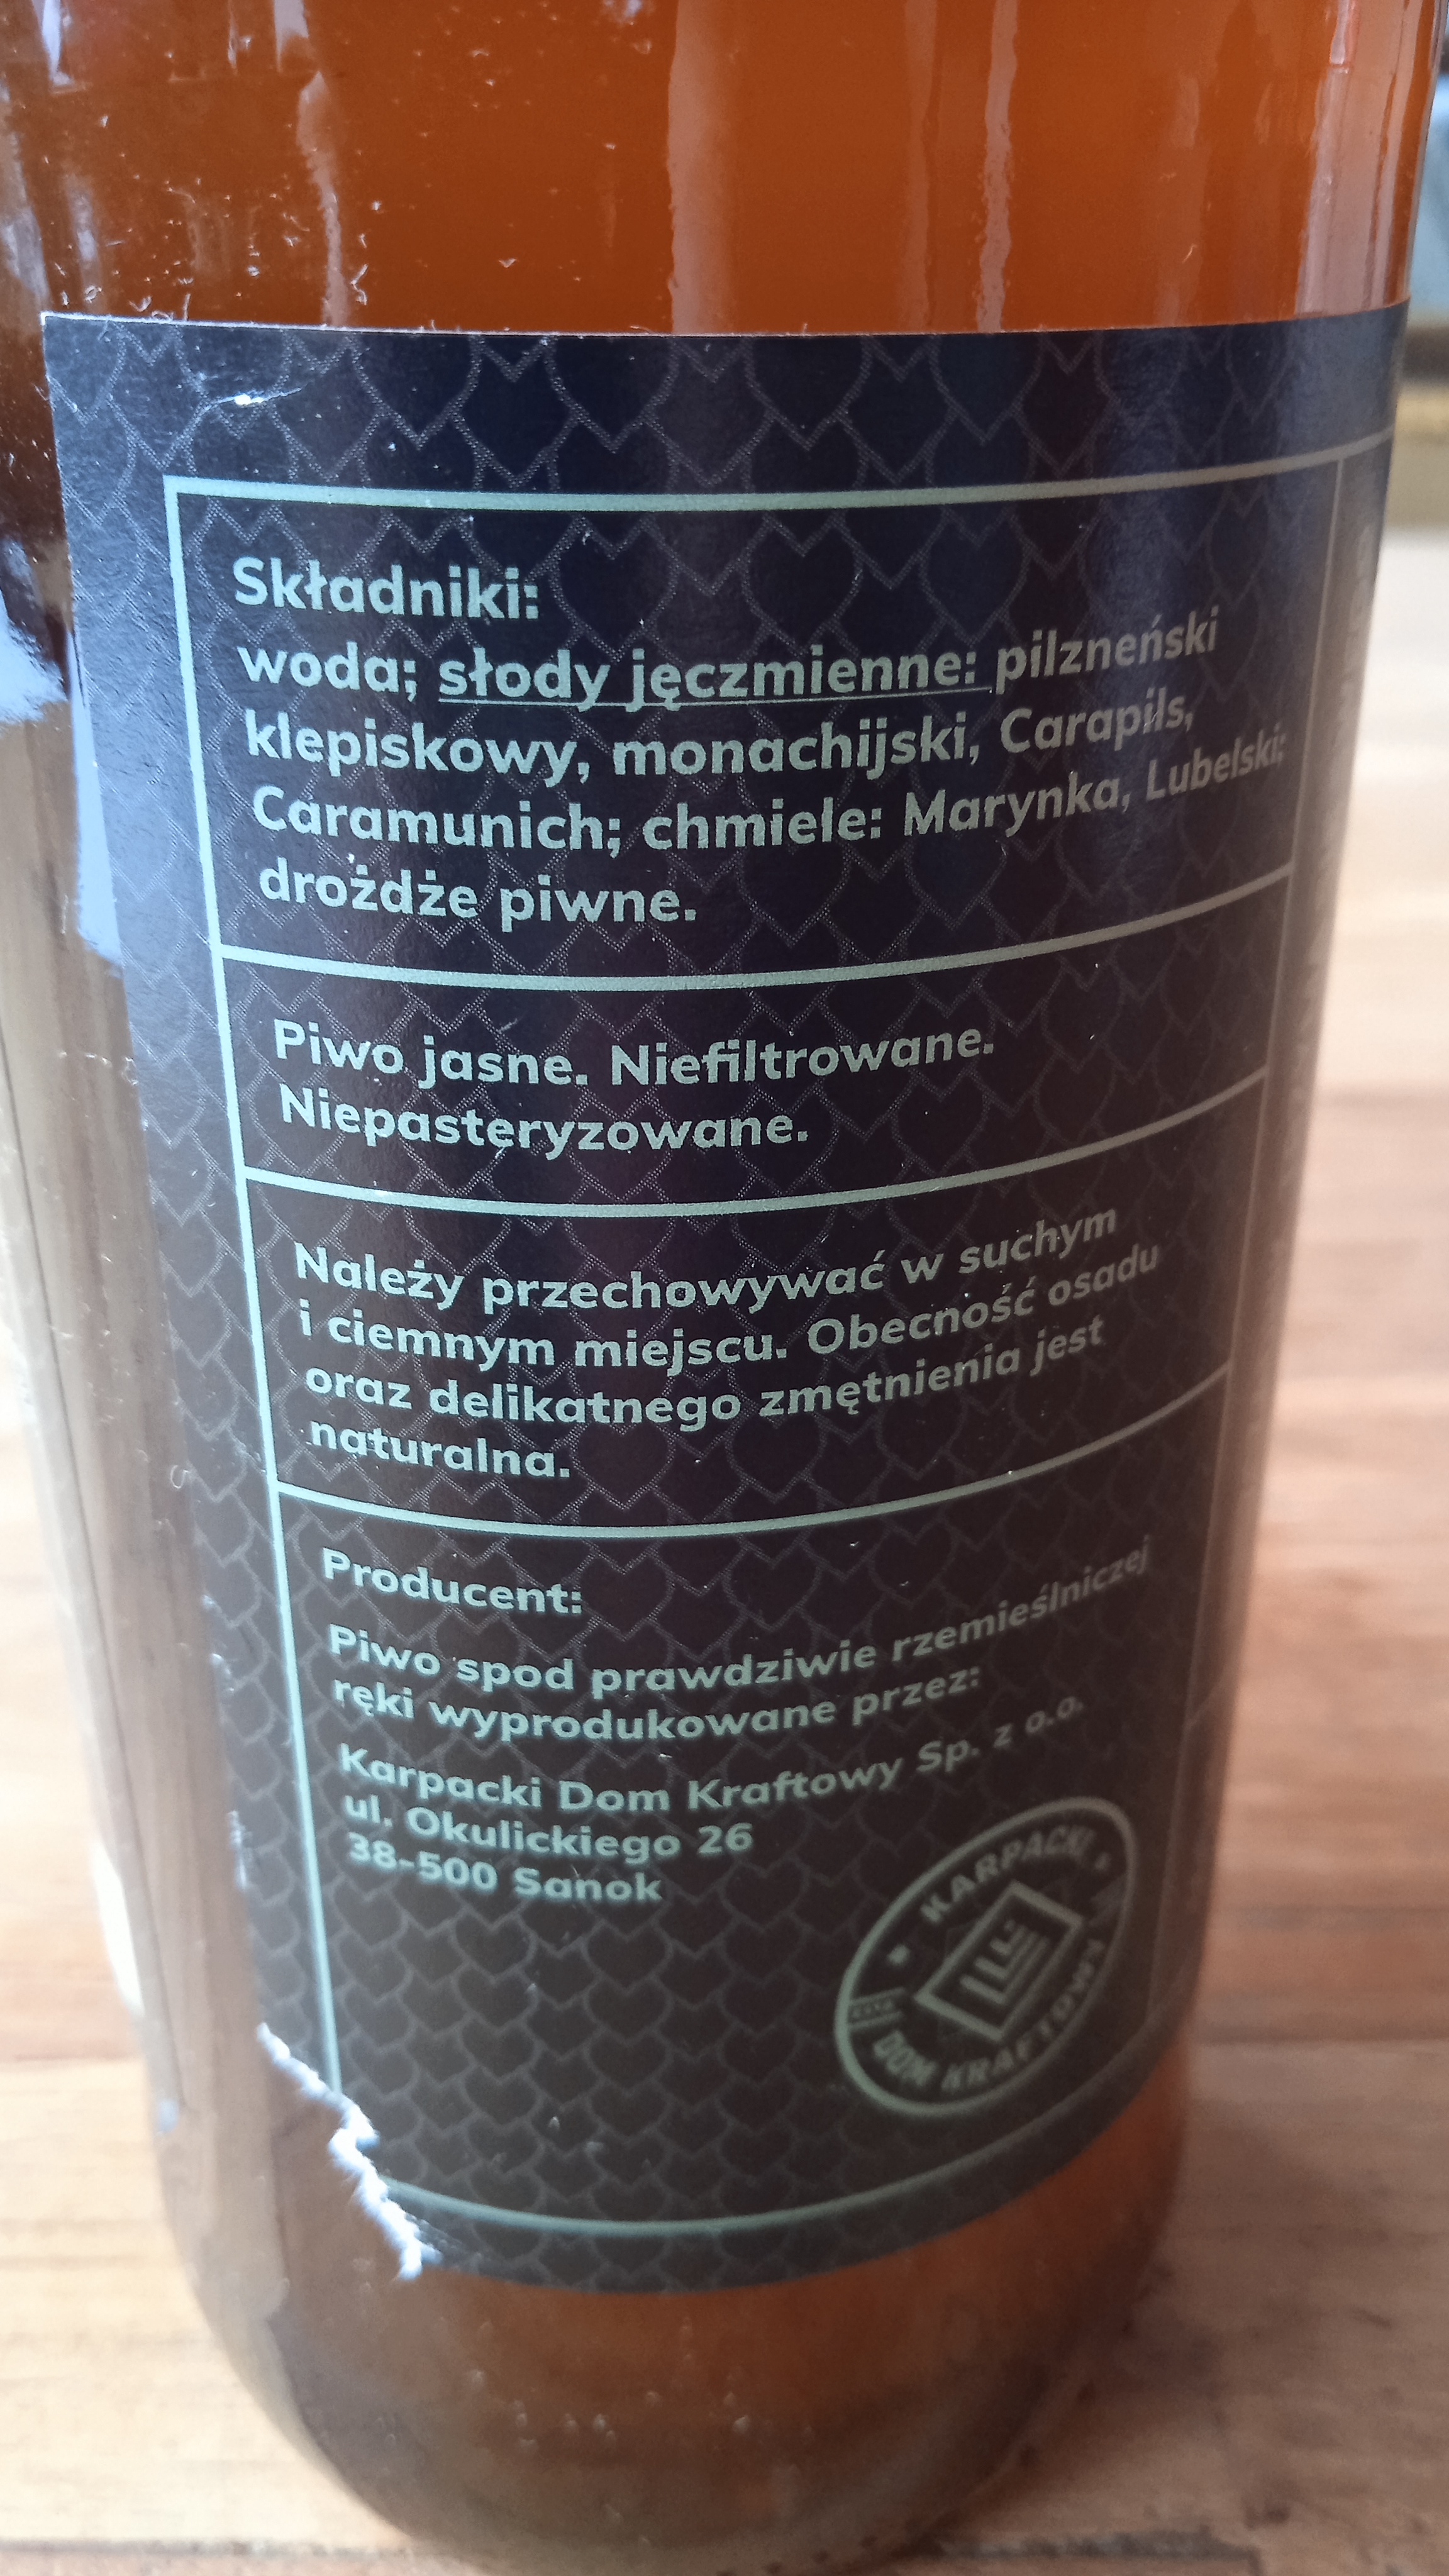 Składniki:
woda; słody jęczmienne: pilzneński
klepiskowy, monachijski, Carapils,
Caramunich; chmiele: Marynka, Lubelski;
drożdże piwne.
Piwo jasne. Niefiltrowane.
Niepasteryzowane.
Należy przechowywać w suchym
i ciemnym miejscu. Obecność osadu
oraz delikatnego zmętnienia jest
naturalna.
Producent:
Piwo spod prawdziwie rzemieślniczej
ręki wyprodukowane przez:
Karpacki Dom Kraftowy Sp. z o.o.
ul. Okulickiego 26
38-500 Sanok
KARPACKI
DOM KRAFTOWY